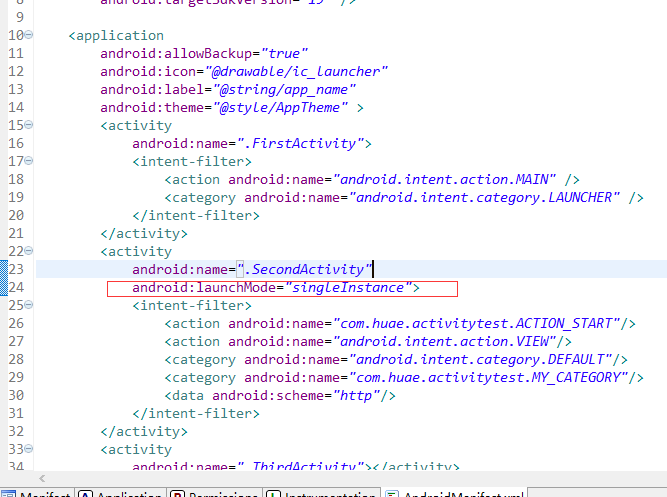 8 android:targetSdkVersion="19" />
9
10 <application
11 android:allowBackup="true"
12 android:icon="@drawable/ic_launcher"
13 android:label="@string/app_name"
14 android:theme="@style/AppTheme" >
15 <activity
16 android:name=".FirstActivity">
17 <intent-filter>
18 <action android:name="android.intent.action.MAIN" />
19 <category android:name="android.intent.category.LAUNCHER" />
20 </intent-filter>
21 </activity>
22 <activity
23 android:name=".SecondActivity"
24 android:launchMode="singleInstance">
25 <intent-filter>
26 <action android:name="com.huae.activitytest.ACTION_START"/>
27 <action android:name="android.intent.action.VIEW"/>
28 <category android:name="android.intent.category.DEFAULT"/>
29 <category android:name="com.huae.activitytest.MY_CATEGORY"/>
30 <data android:scheme="http"/>
31 </intent-filter>
32 </activity>
33 <activity
34 android:name=".ThirdActivity"></activity>
Manifest A Application P Permissions I Instrumentation AndroidManifest.xml